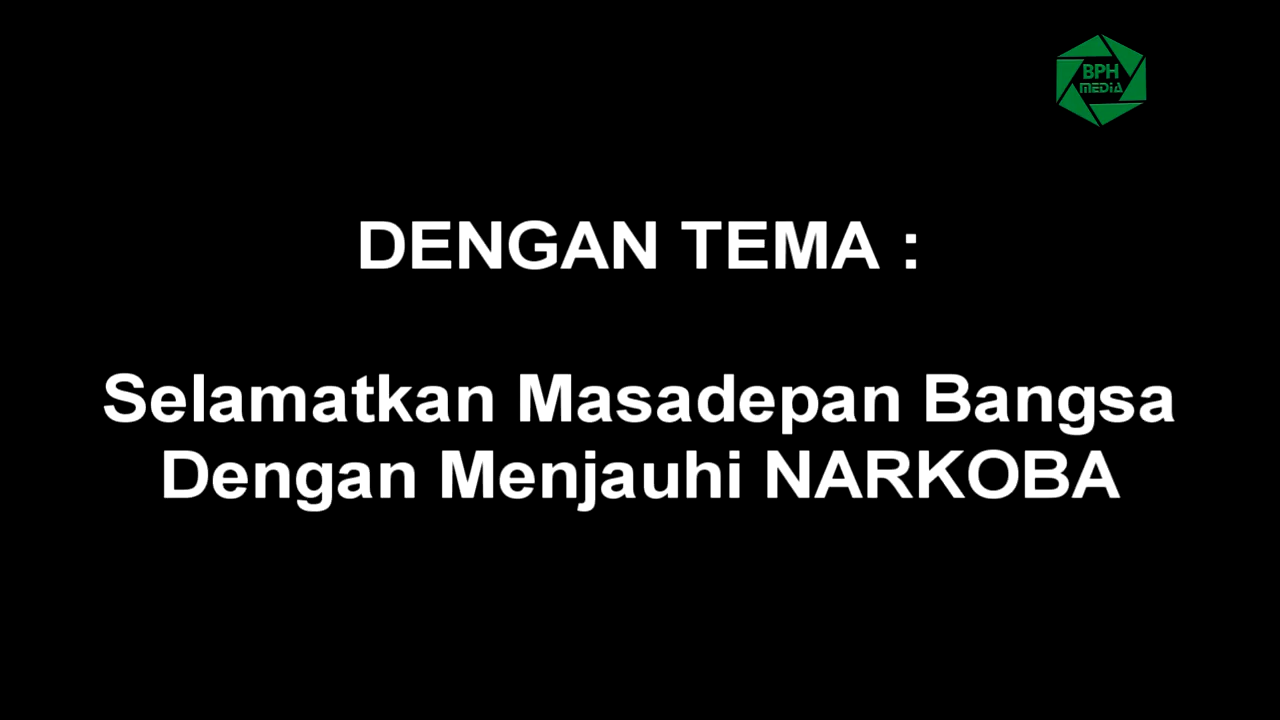 BPH
MEDiA
DENGAN TEMA :
Selamatkan Masadepan Bangsa
Dengan Menjauhi NARKOBA